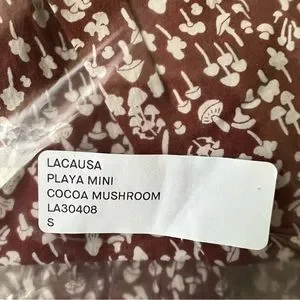 LACAUSA
PLAYA MINI
COCOA MUSHROOM
LA30408
S